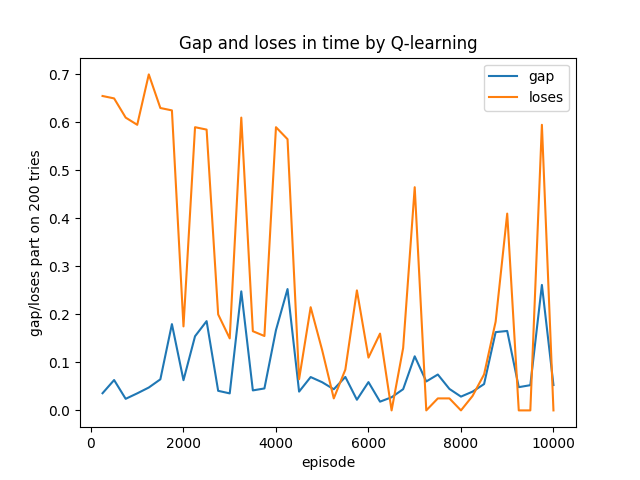 Gap and loses in time by Q-learning
gap
loses
gap/loses part on 200 tries
0.7
0.6
0.5
0.4
0.3
0.2
0.1
0.0
0 2000 4000 6000 8000 10000
episode